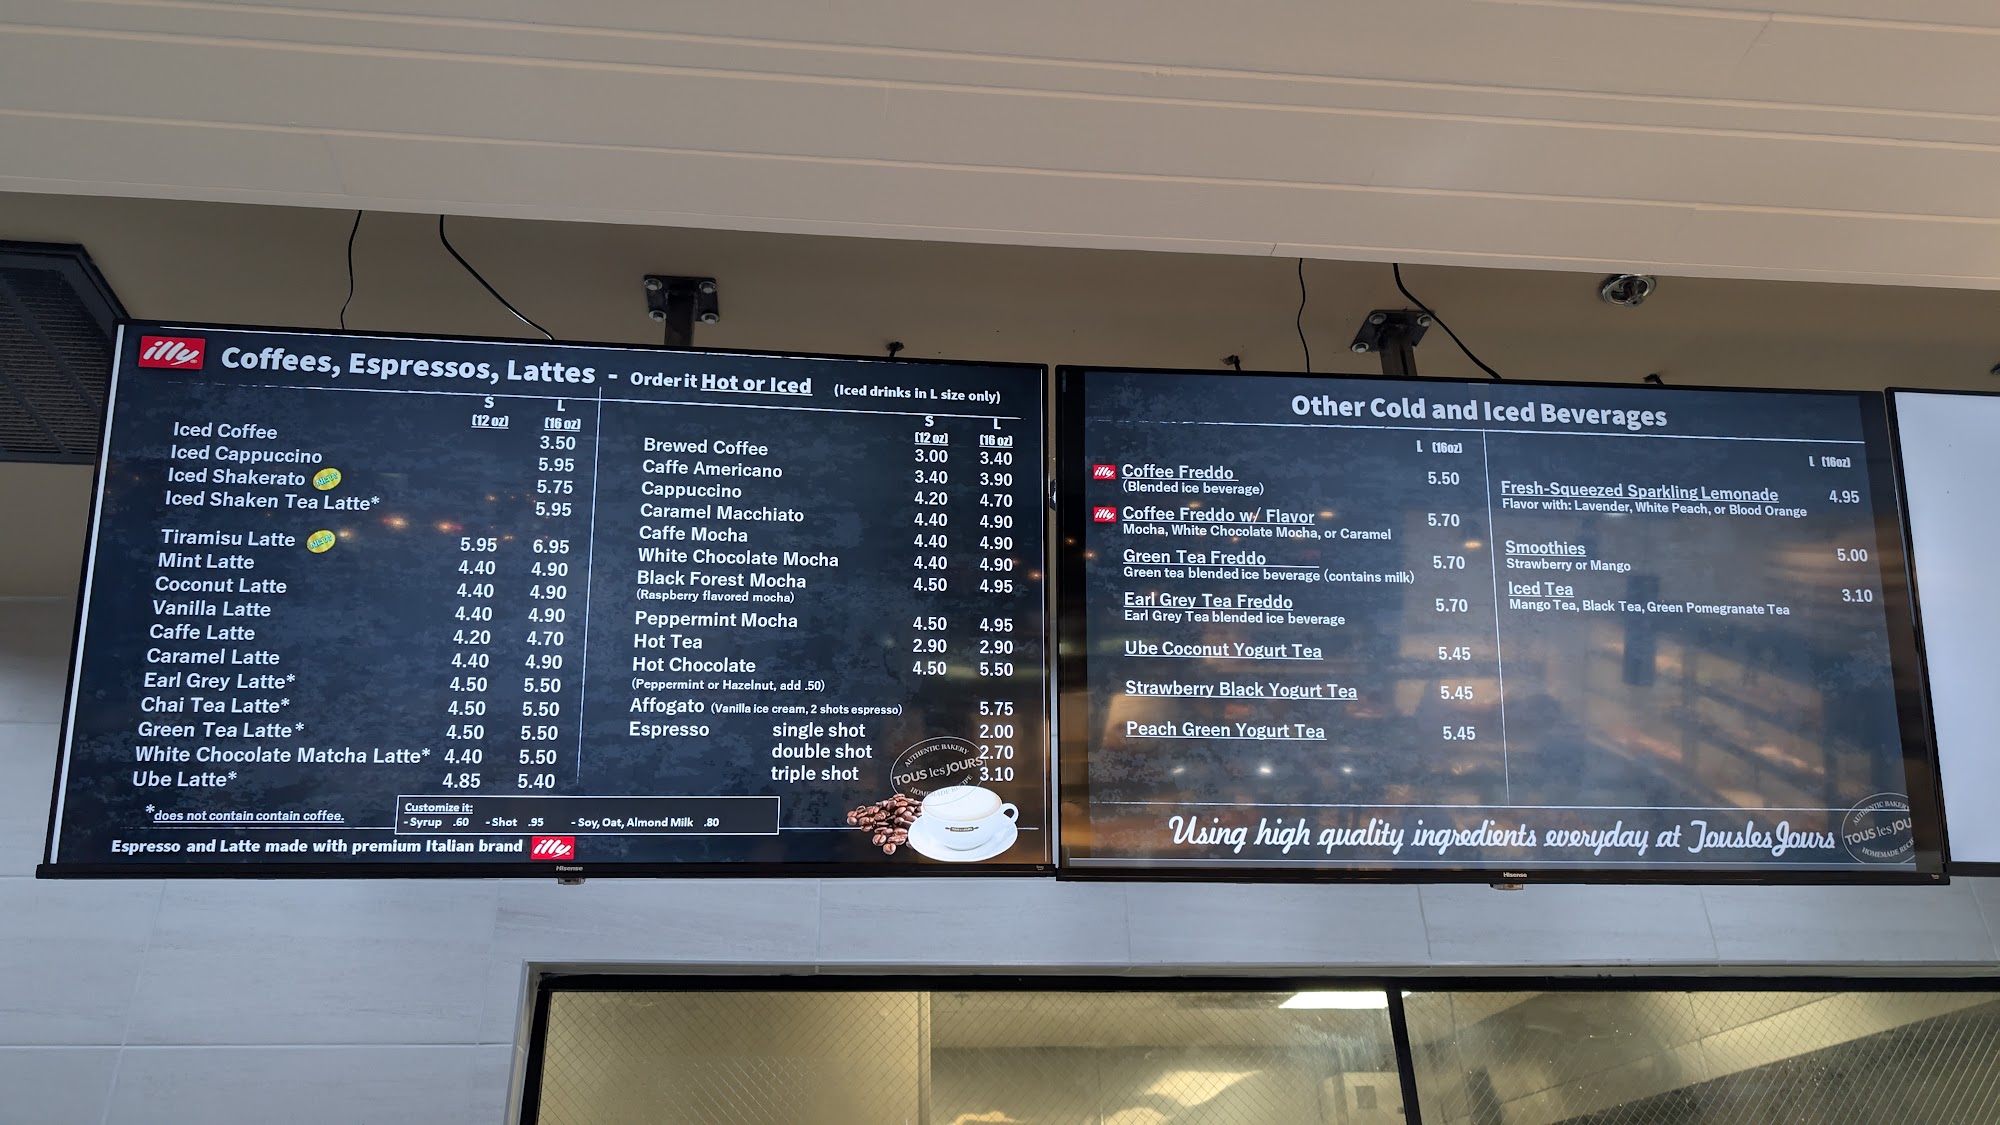 illy Coffees, Espressos, Lattes - Order it Hot or Iced (Iced drinks in L size only)
S L
(12 oz) (16 oz)
Iced Coffee 3.50
Iced Cappuccino 5.95
Iced Shakerato NEW 5.75
Iced Shaken Tea Latte* 5.95
Tiramisu Latte NEW 5.95 6.95
Mint Latte 4.40 4.90
Coconut Latte 4.40 4.90
Vanilla Latte 4.40 4.90
Caffe Latte 4.20 4.70
Caramel Latte 4.40 4.90
Earl Grey Latte* 4.50 5.50
Chai Tea Latte* 4.50 5.50
Green Tea Latte* 4.50 5.50
White Chocolate Matcha Latte* 4.40 5.50
Ube Latte* 4.85 5.40
*does not contain contain coffee.
S L
(12 oz) (16 oz)
Brewed Coffee 3.00 3.40
Caffe Americano 3.40 3.90
Cappuccino 4.20 4.70
Caramel Macchiato 4.40 4.90
Caffe Mocha 4.40 4.90
White Chocolate Mocha 4.40 4.90
Black Forest Mocha 4.50 4.95
(Raspberry flavored mocha)
Peppermint Mocha 4.50 4.95
Hot Tea 2.90 2.90
Hot Chocolate 4.50 5.50
(Peppermint or Hazelnut, add .50)
Affogato (Vanilla ice cream, 2 shots espresso) 5.75
Espresso single shot 2.00
double shot 2.70
triple shot 3.10
AUTHENTIC BAKERY
TOUS les JOURS
HOMEMADE RECIPE
Customize it:
- Syrup .60 - Shot .95 - Soy, Oat, Almond Milk .80
Espresso and Latte made with premium Italian brand illy
Hisense
Other Cold and Iced Beverages
L (16oz)
illy Coffee Freddo 5.50
(Blended ice beverage)
illy Coffee Freddo w/ Flavor 5.70
Mocha, White Chocolate Mocha, or Caramel
Green Tea Freddo 5.70
Green tea blended ice beverage (contains milk)
Earl Grey Tea Freddo 5.70
Earl Grey Tea blended ice beverage
Ube Coconut Yogurt Tea 5.45
Strawberry Black Yogurt Tea 5.45
Peach Green Yogurt Tea 5.45
L (16oz)
Fresh-Squeezed Sparkling Lemonade 4.95
Flavor with: Lavender, White Peach, or Blood Orange
Smoothies 5.00
Strawberry or Mango
Iced Tea 3.10
Mango Tea, Black Tea, Green Pomegranate Tea
Using high quality ingredients everyday at TouslesJours
AUTHENTIC BAKER
TOUS les JOU
HOMEMADE REC
Hisense